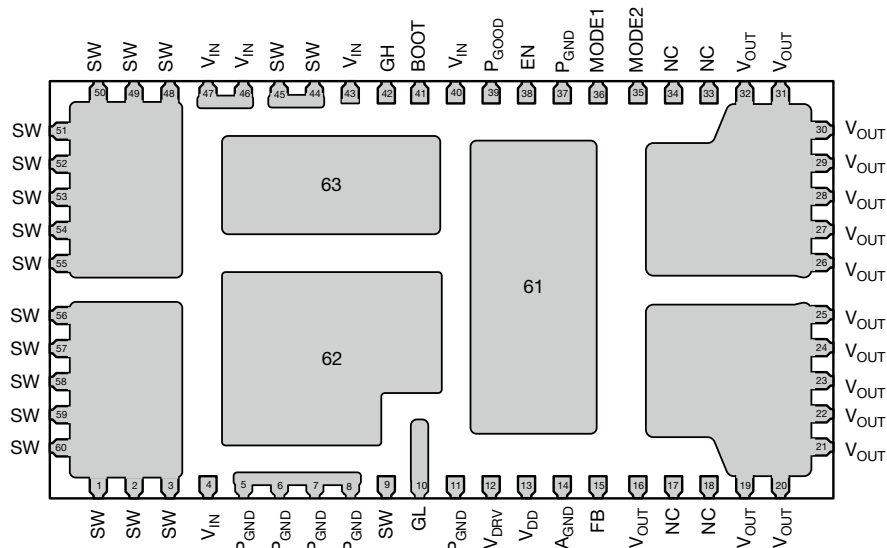 SW SW SW VIN VIN SW SW VIN GH BOOT VIN PGOOD EN PGND MODE1 MODE2 NC NC VOUT VOUT
50 49 48 47 46 45 44 43 42 41 40 39 38 37 36 35 34 33 32 31
SW 51 30 VOUT
SW 52 29 VOUT
SW 53 63 28 VOUT
SW 54 27 VOUT
SW 55 26 VOUT
61
SW 56 25 VOUT
SW 57 62 24 VOUT
SW 58 23 VOUT
SW 59 22 VOUT
SW 60 21 VOUT
1 2 3 4 5 6 7 8 9 10 11 12 13 14 15 16 17 18 19 20
SW SW SW VIN PGND PGND PGND PGND SW GL PGND VDRV VDD AGND FB VOUT NC NC VOUT VOUT